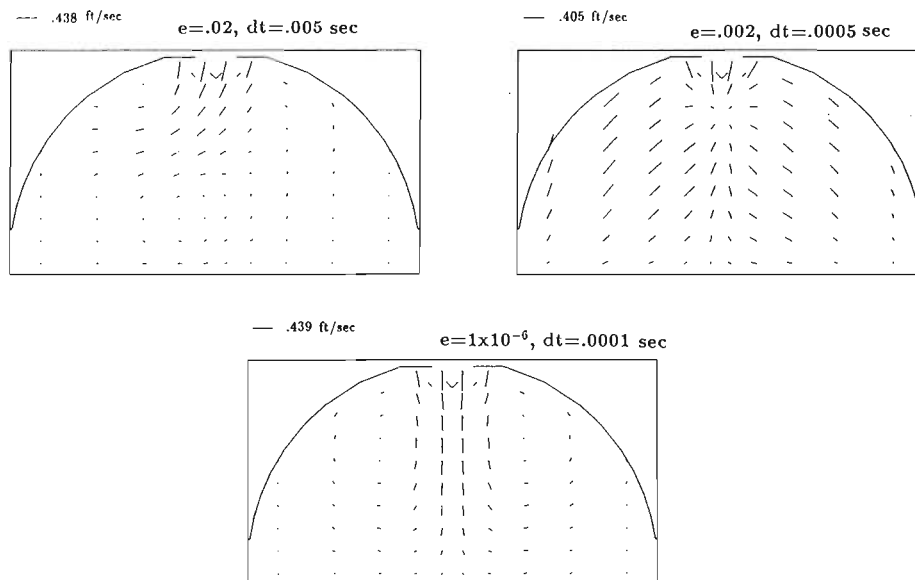 .438 ft/sec
e=.02, dt=.005 sec
.405 ft/sec
e=.002, dt=.0005 sec
.439 ft/sec
e=1x10⁻⁶, dt=.0001 sec